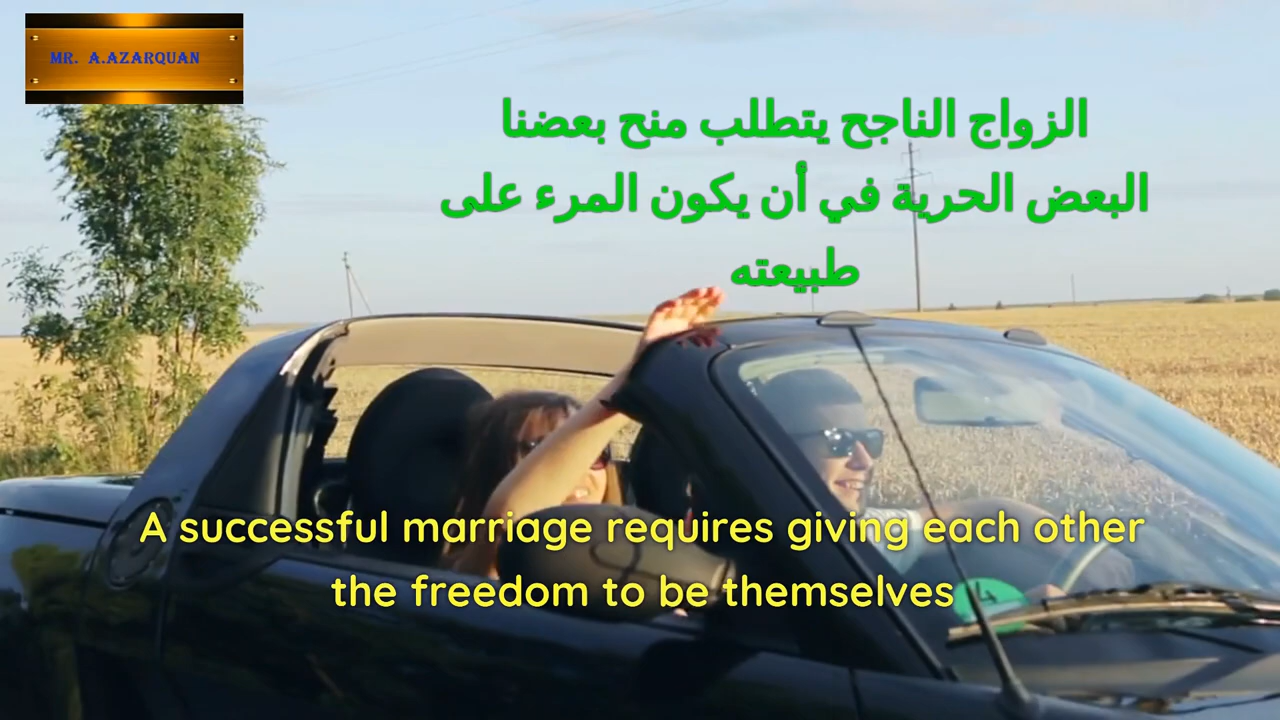 MR. A.AZARQUAN
الزواج الناجح يتطلب منح بعضنا
البعض الحرية في أن يكون المرء على
طبيعته
A successful marriage requires giving each other
the freedom to be themselves
4